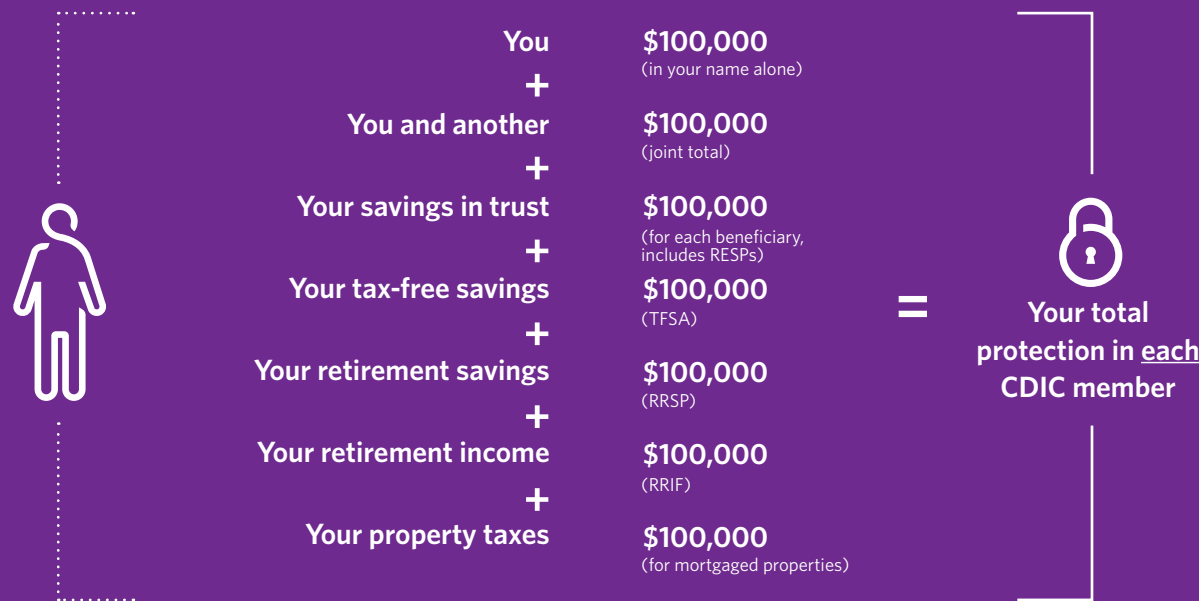 You
$100,000
(in your name alone)
+
You and another
$100,000
(joint total)
+
Your savings in trust
$100,000
(for each beneficiary,
includes RESPs)
+
Your tax-free savings
$100,000
(TFSA)
+
Your retirement savings
$100,000
(RRSP)
+
Your retirement income
$100,000
(RRIF)
+
Your property taxes
$100,000
(for mortgaged properties)
=
Your total
protection in each
CDIC member